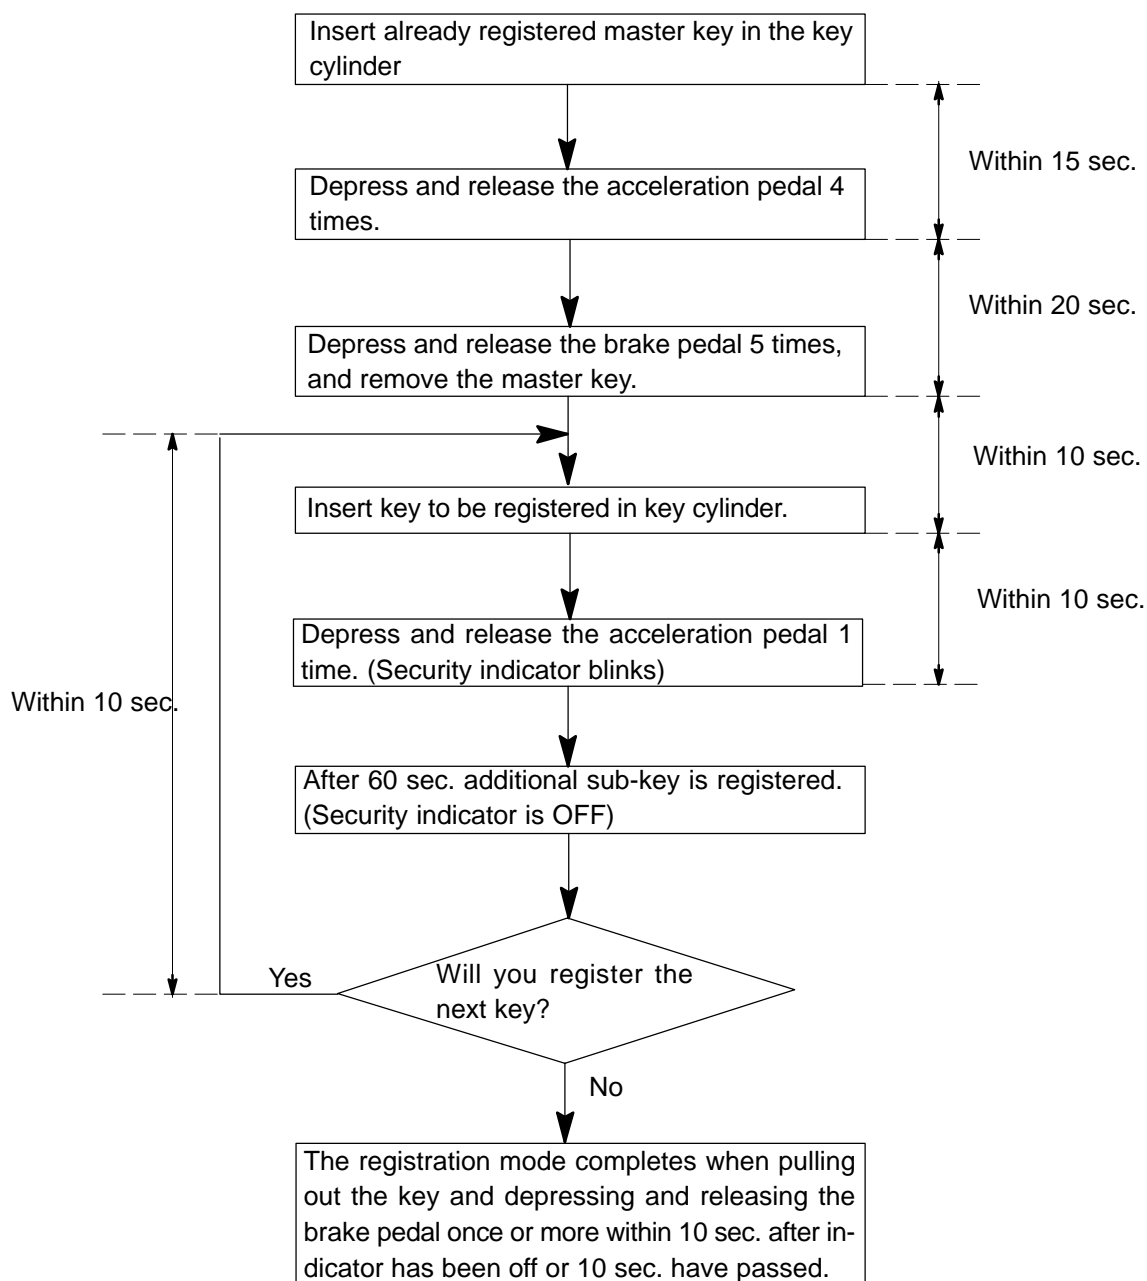 Insert already registered master key in the key
cylinder
Within 15 sec.
Depress and release the acceleration pedal 4
times.
Within 20 sec.
Depress and release the brake pedal 5 times,
and remove the master key.
Within 10 sec.
Insert key to be registered in key cylinder.
Within 10 sec.
Depress and release the acceleration pedal 1
time. (Security indicator blinks)
Within 10 sec.
After 60 sec. additional sub-key is registered.
(Security indicator is OFF)
Yes
Will you register the
next key?
No
The registration mode completes when pulling
out the key and depressing and releasing the
brake pedal once or more within 10 sec. after in-
dicator has been off or 10 sec. have passed.